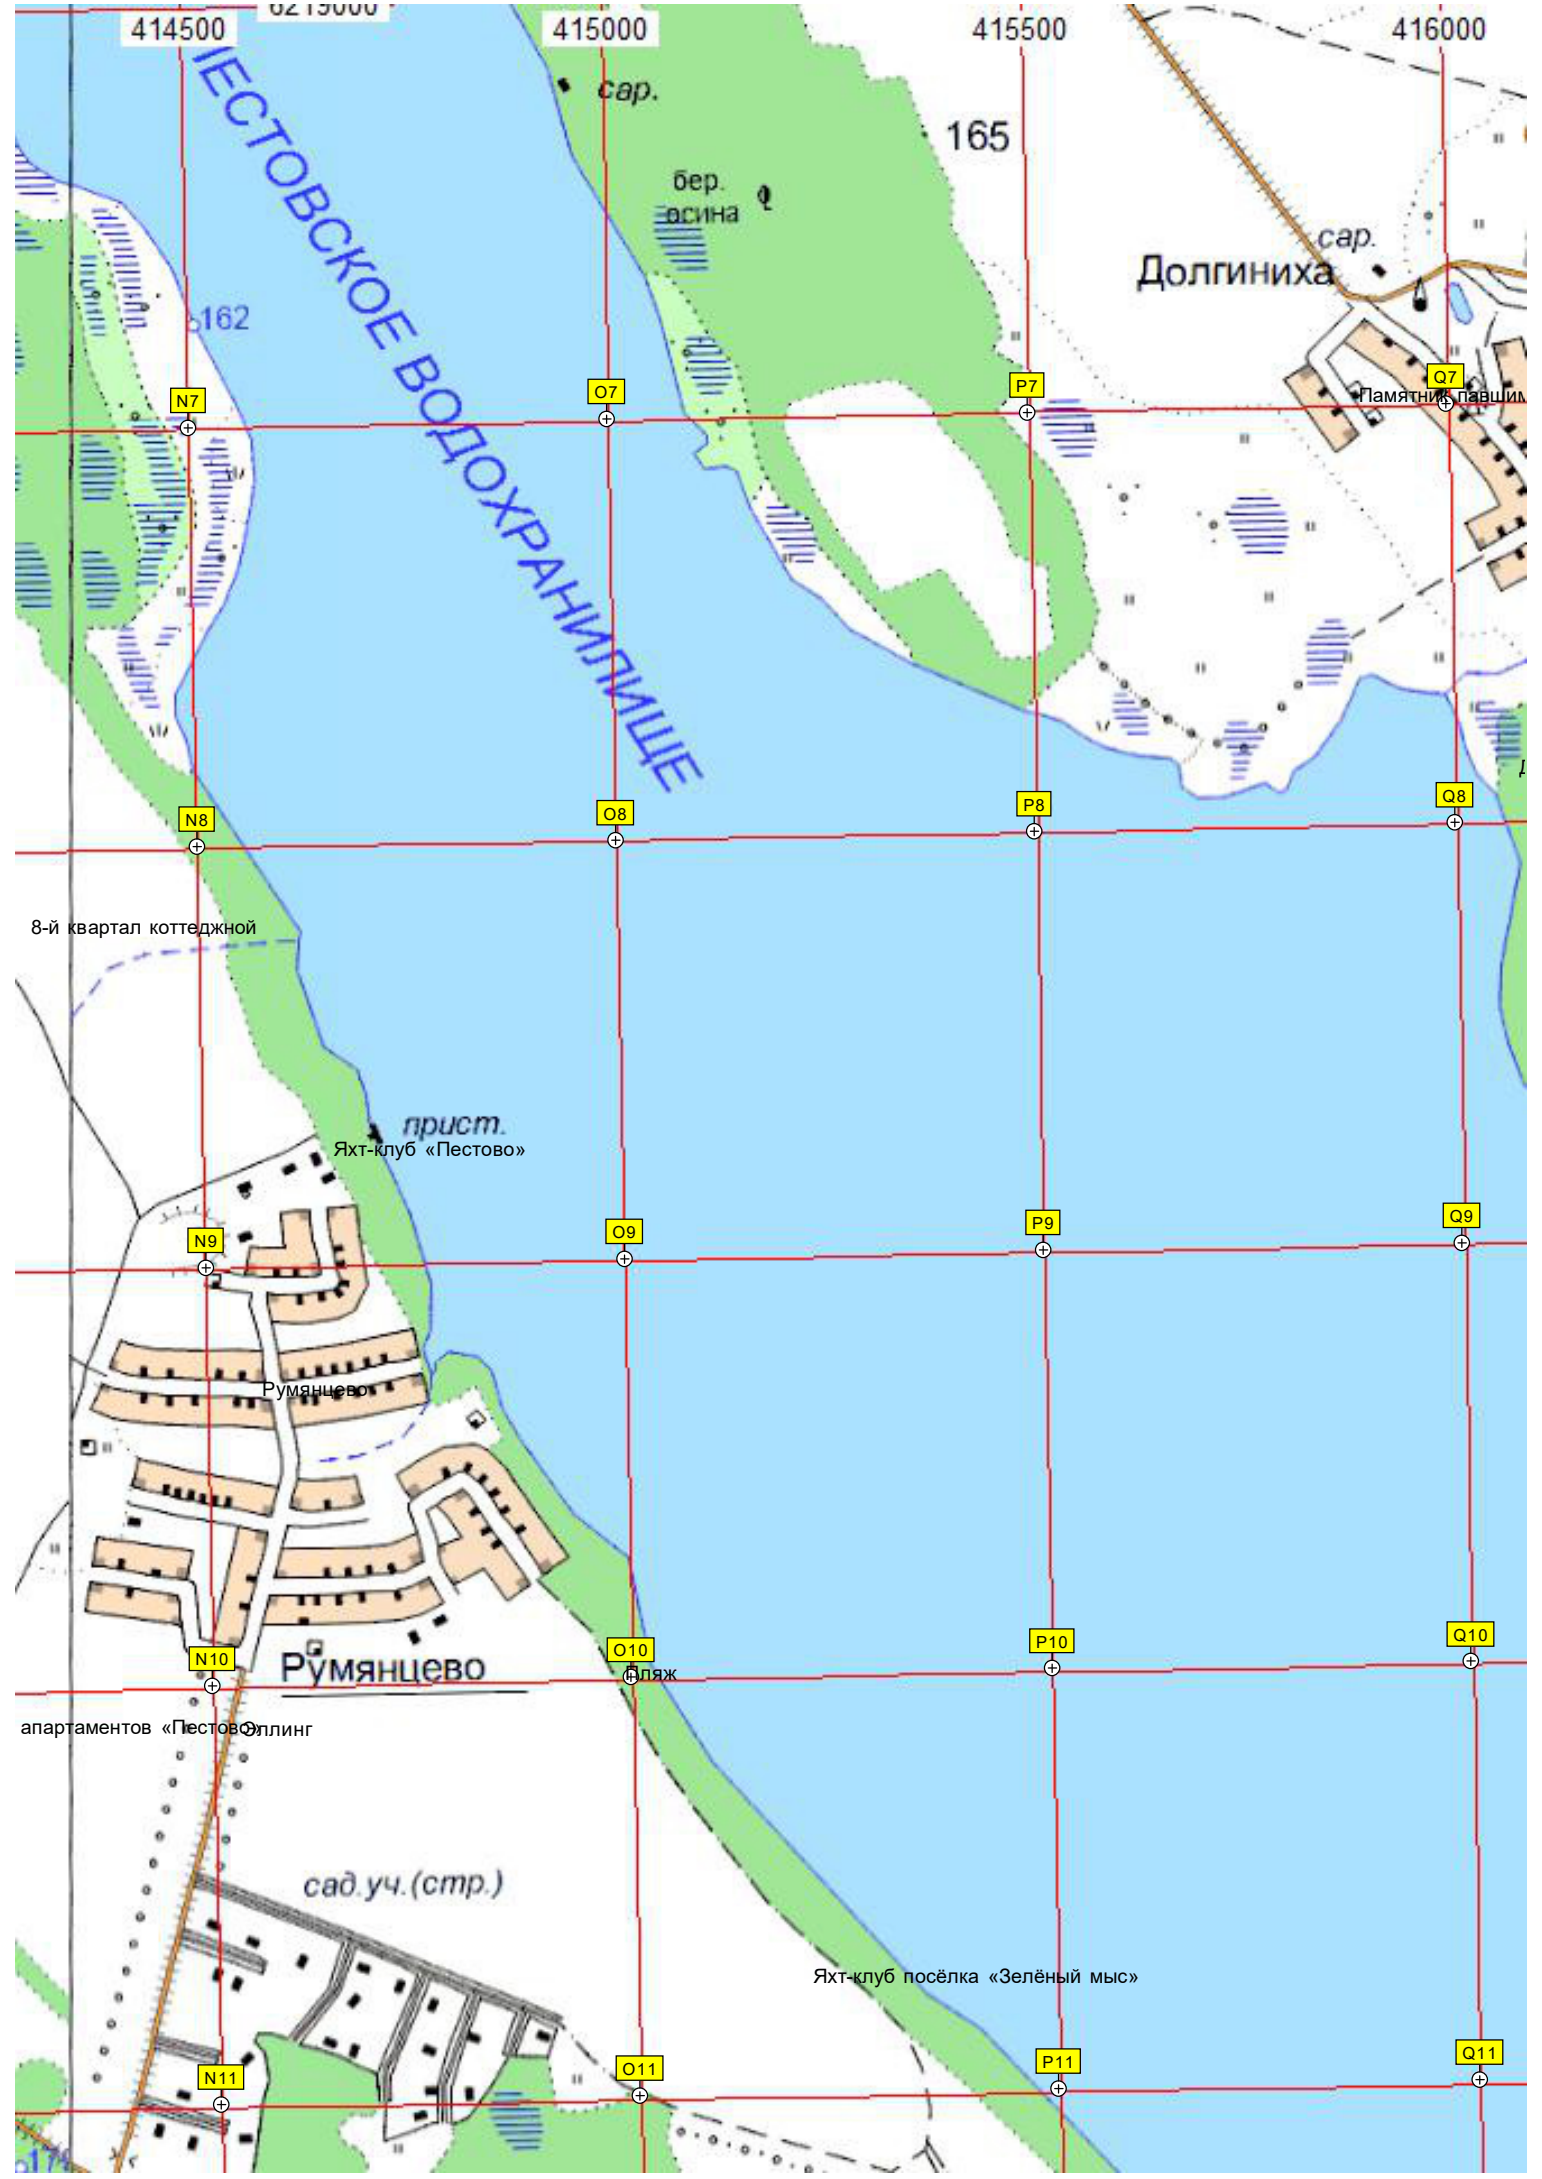 6219000
414500
415000
415500
416000
ПЕСТОВСКОЕ ВОДОХРАНИЛИЩЕ
сар.
165
бер.
осина
сар.
Долгиниха
162
N7
O7
P7
Q7
Памятник павшим
N8
O8
P8
Q8
8-й квартал коттеджной
прист.
Яхт-клуб «Пестово»
N9
O9
P9
Q9
Румянцево
N10
O10
P10
Q10
Пляж
Румянцево
апартаментов «Пестово»
Эллинг
сад.уч.(стр.)
Яхт-клуб посёлка «Зелёный мыс»
N11
O11
P11
Q11